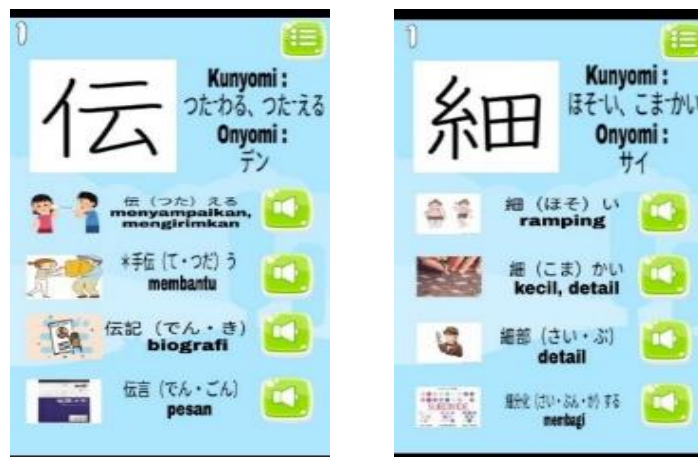 1
伝
Kunyomi :
つた-わる、つた-える
Onyomi :
デン
伝（つた）える
menyampaikan,
mengirimkan
*手伝（て・つだ）う
membantu
伝記（でん・き）
biografi
伝言（でん・ごん）
pesan
1
細
Kunyomi :
ほそ-い、こま-かい
Onyomi :
サイ
細（ほそ）い
ramping
細（こま）かい
kecil, detail
細部（さい・ぶ）
detail
細分化（さい・ぶん・か）する
membagi